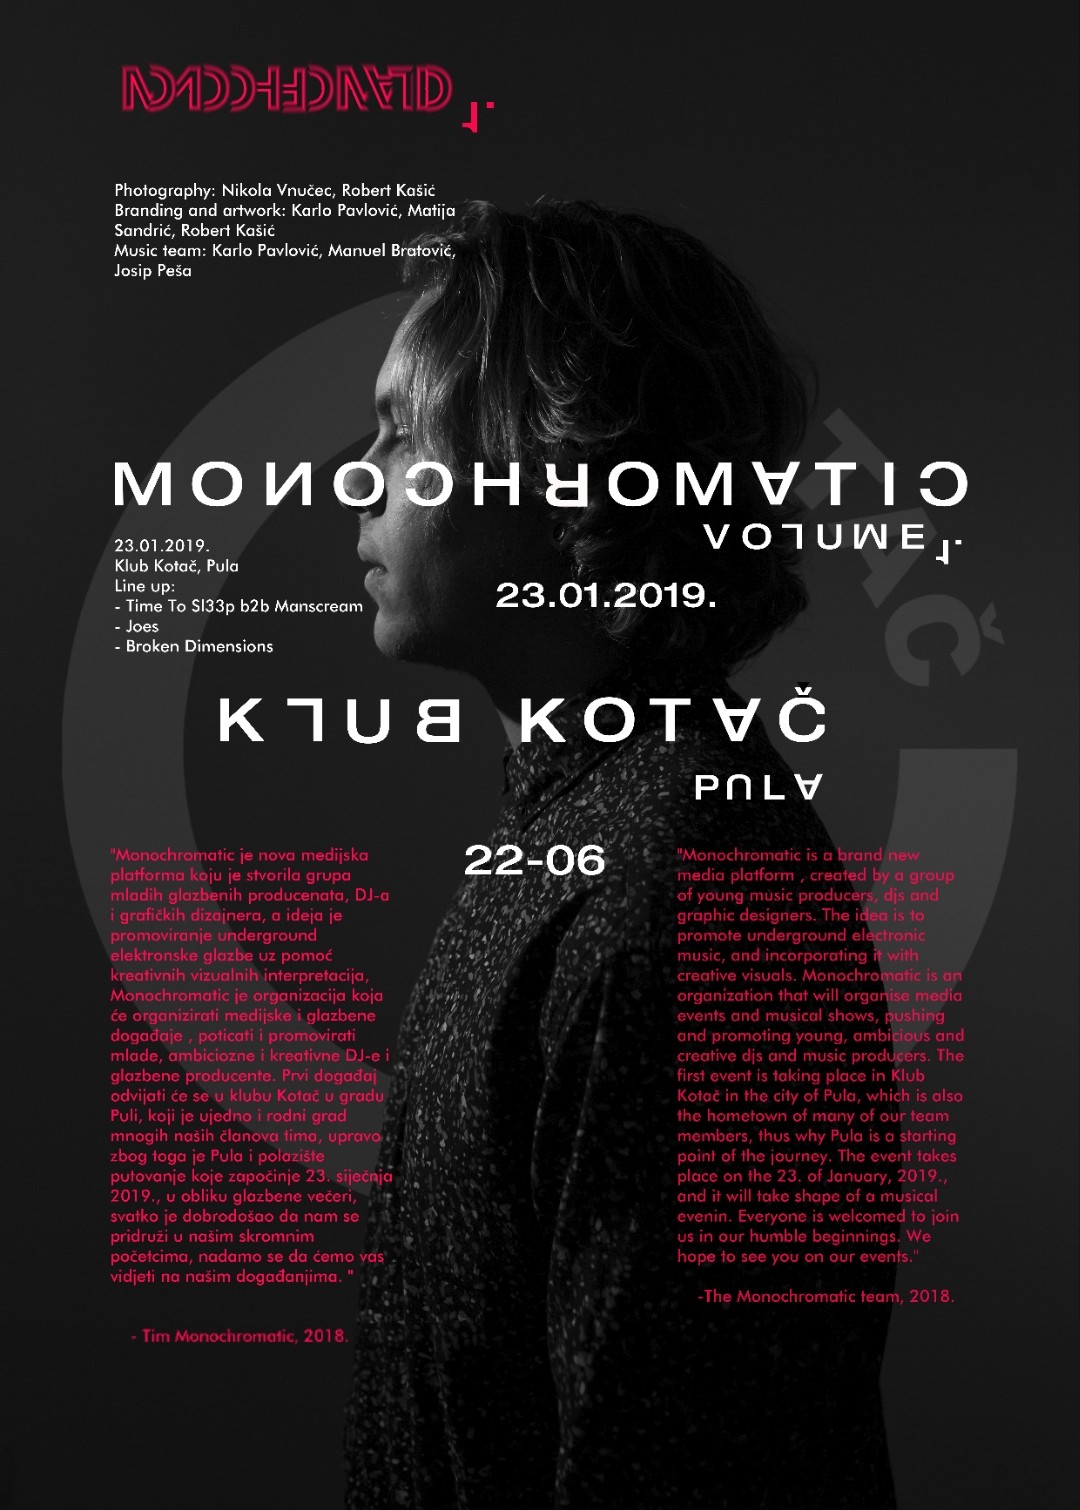 1.
Photography: Nikola Vnučec, Robert Kašić
Branding and artwork: Karlo Pavlović, Matija
Sandrić, Robert Kašić
Music team: Karlo Pavlović, Manuel Bratović,
Josip Peša
MONOCHROMATIC
VOLUME 1.
23.01.2019.
Klub Kotač, Pula
Line up:
- Time To Sl33p b2b Manscream
- Joes
- Broken Dimensions
23.01.2019.
TAČ
KLUB KOTAČ
PULA
22-06
"Monochromatic je nova medijska
platforma koju je stvorila grupa
mladih glazbenih producenata, DJ-a
i grafičkih dizajnera, a ideja je
promoviranje underground
elektronske glazbe uz pomoć
kreativnih vizualnih interpretacija,
Monochromatic je organizacija koja
će organizirati medijske i glazbene
događaje , poticati i promovirati
mlade, ambiciozne i kreativne DJ-e i
glazbene producente. Prvi događaj
odvijati će se u klubu Kotač u gradu
Puli, koji je ujedno i rodni grad
mnogih naših članova tima, upravo
zbog toga je Pula i polazište
putovanje koje započinje 23. siječnja
2019., u obliku glazbene večeri,
svatko je dobrodošao da nam se
pridruži u našim skromnim
početcima, nadamo se da ćemo vas
vidjeti na našim događanjima. "
- Tim Monochromatic, 2018.
"Monochromatic is a brand new
media platform , created by a group
of young music producers, djs and
graphic designers. The idea is to
promote underground electronic
music, and incorporating it with
creative visuals. Monochromatic is an
organization that will organise media
events and musical shows, pushing
and promoting young, ambicious and
creative djs and music producers. The
first event is taking place in Klub
Kotač in the city of Pula, which is also
the hometown of many of our team
members, thus why Pula is a starting
point of the journey. The event takes
place on the 23. of January, 2019.,
and it will take shape of a musical
evenin. Everyone is welcomed to join
us in our humble beginnings. We
hope to see you on our events."
-The Monochromatic team, 2018.